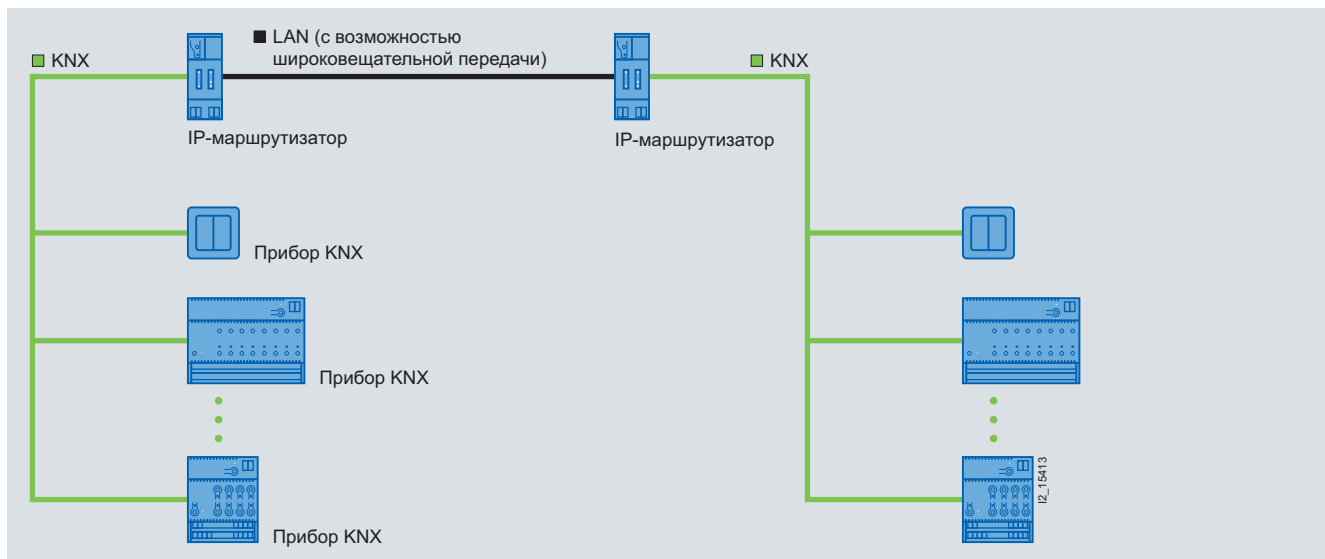 KNX
LAN (с возможностью
широковещательной передачи)
KNX
IP-маршрутизатор
IP-маршрутизатор
Прибор KNX
Прибор KNX
Прибор KNX
I2_15413